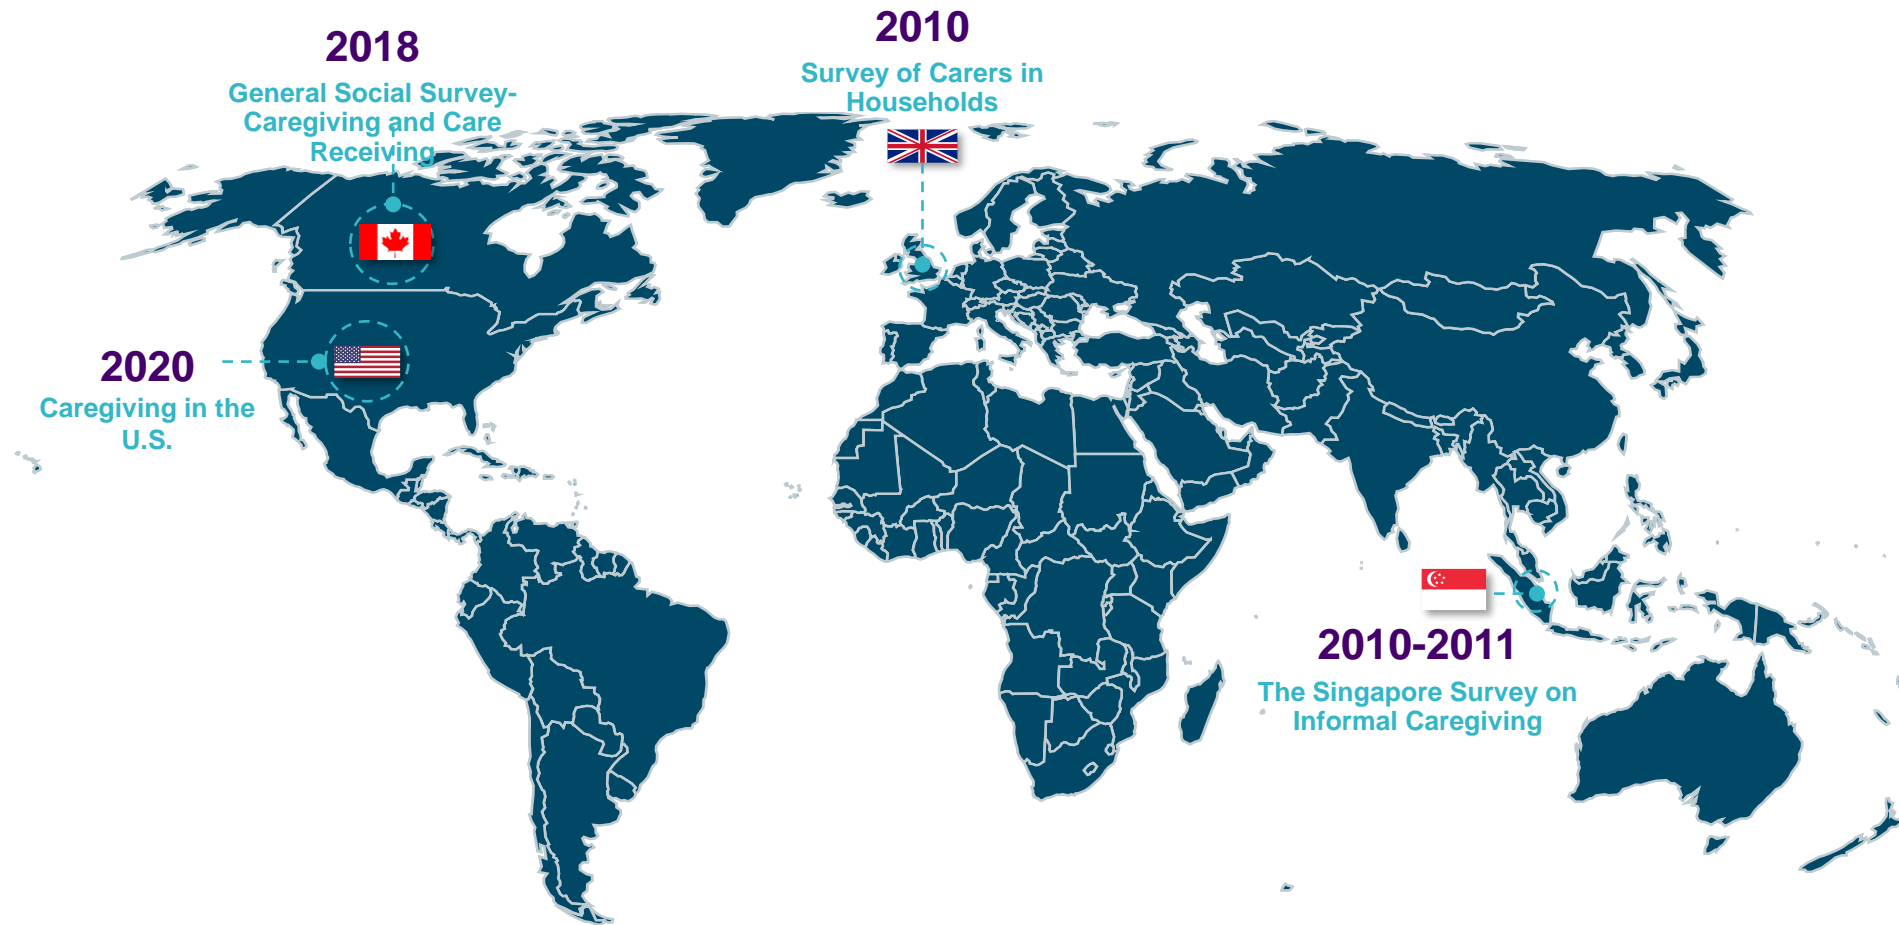 2018
General Social Survey-
Caregiving and Care
Receiving
2010
Survey of Carers in
Households
2020
Caregiving in the
U.S.
2010-2011
The Singapore Survey on
Informal Caregiving